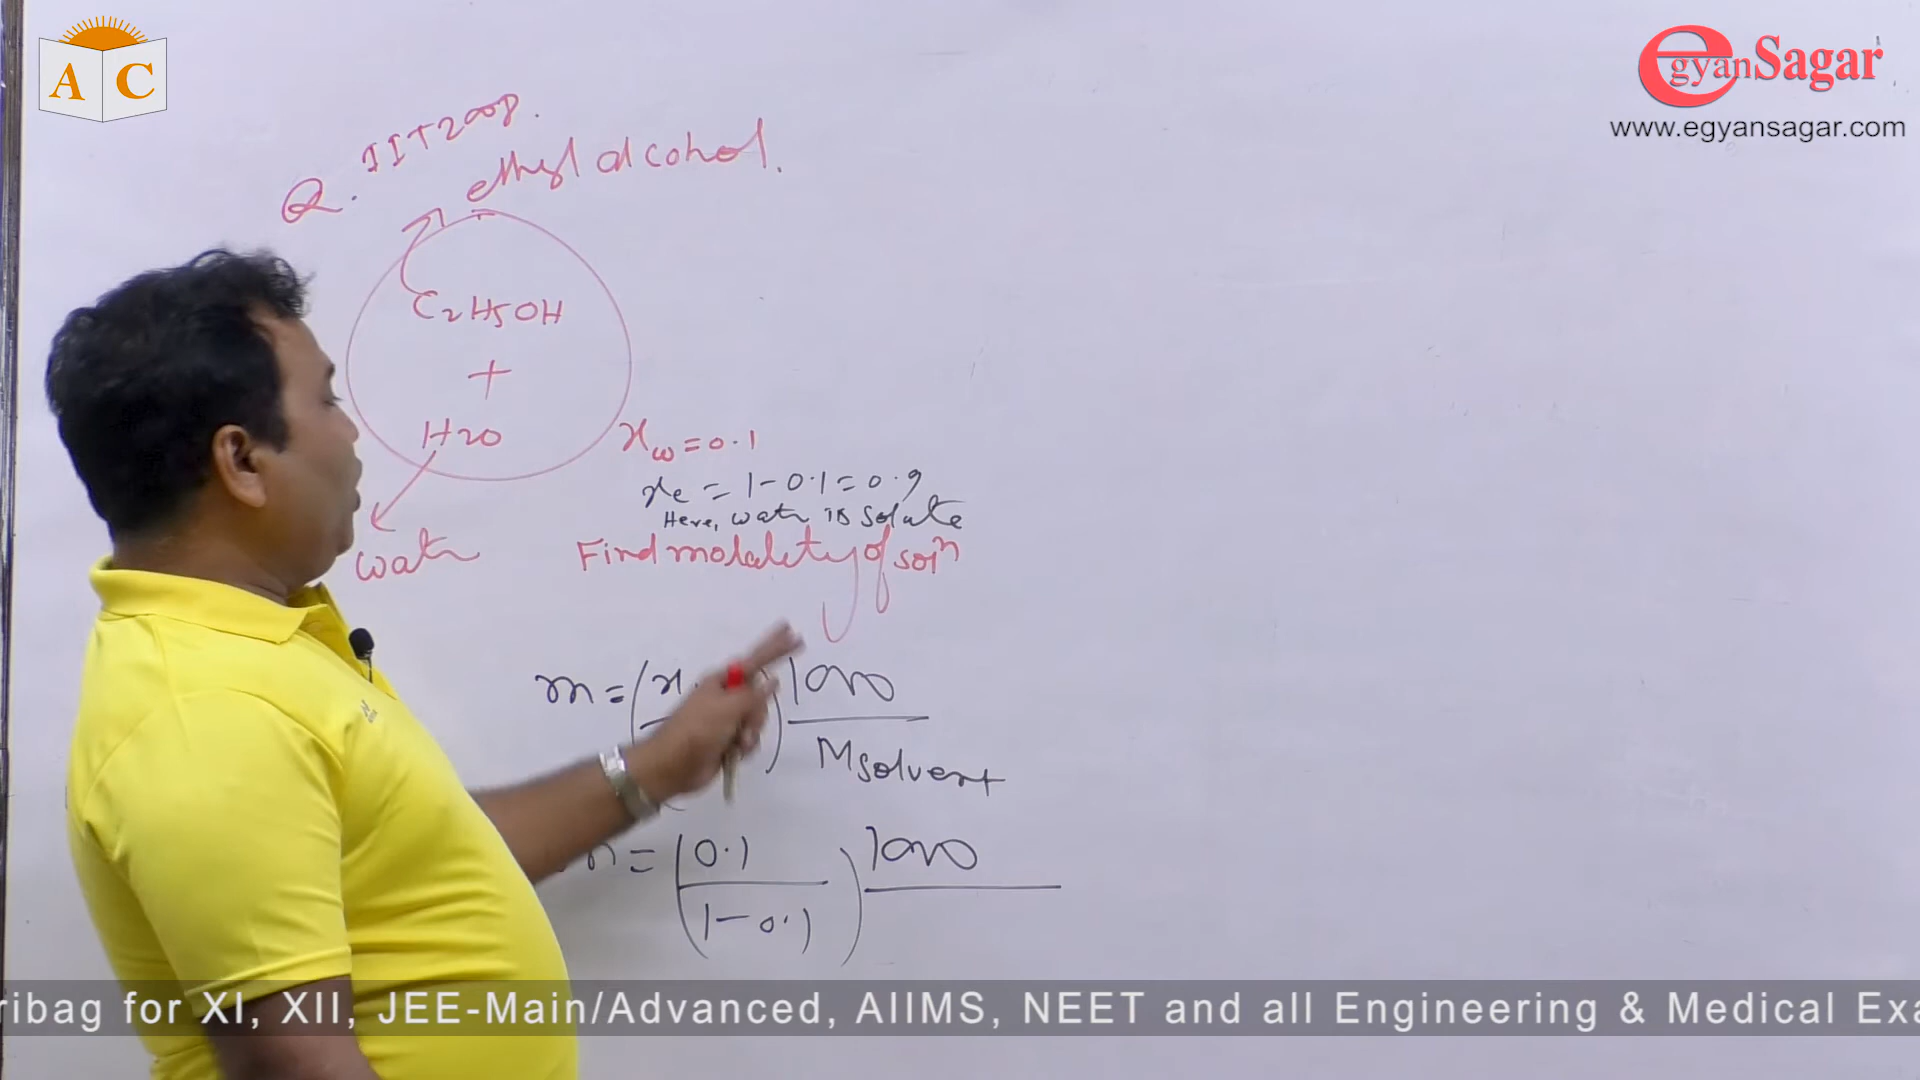 A C
egyanSagar
www.egyansagar.com
Q. IIT 2008.
ethyl alcohol.
C2H5OH
+
H2O
xw = 0.1
xe = 1 - 0.1 = 0.9
Here, water is solute
water
Find molality of solⁿ
m = (x 1000
Msolvent
= (0.1 ) 1000
1 - 0.1
ribag for XI, XII, JEE-Main/Advanced, AIIMS, NEET and all Engineering & Medical Exa